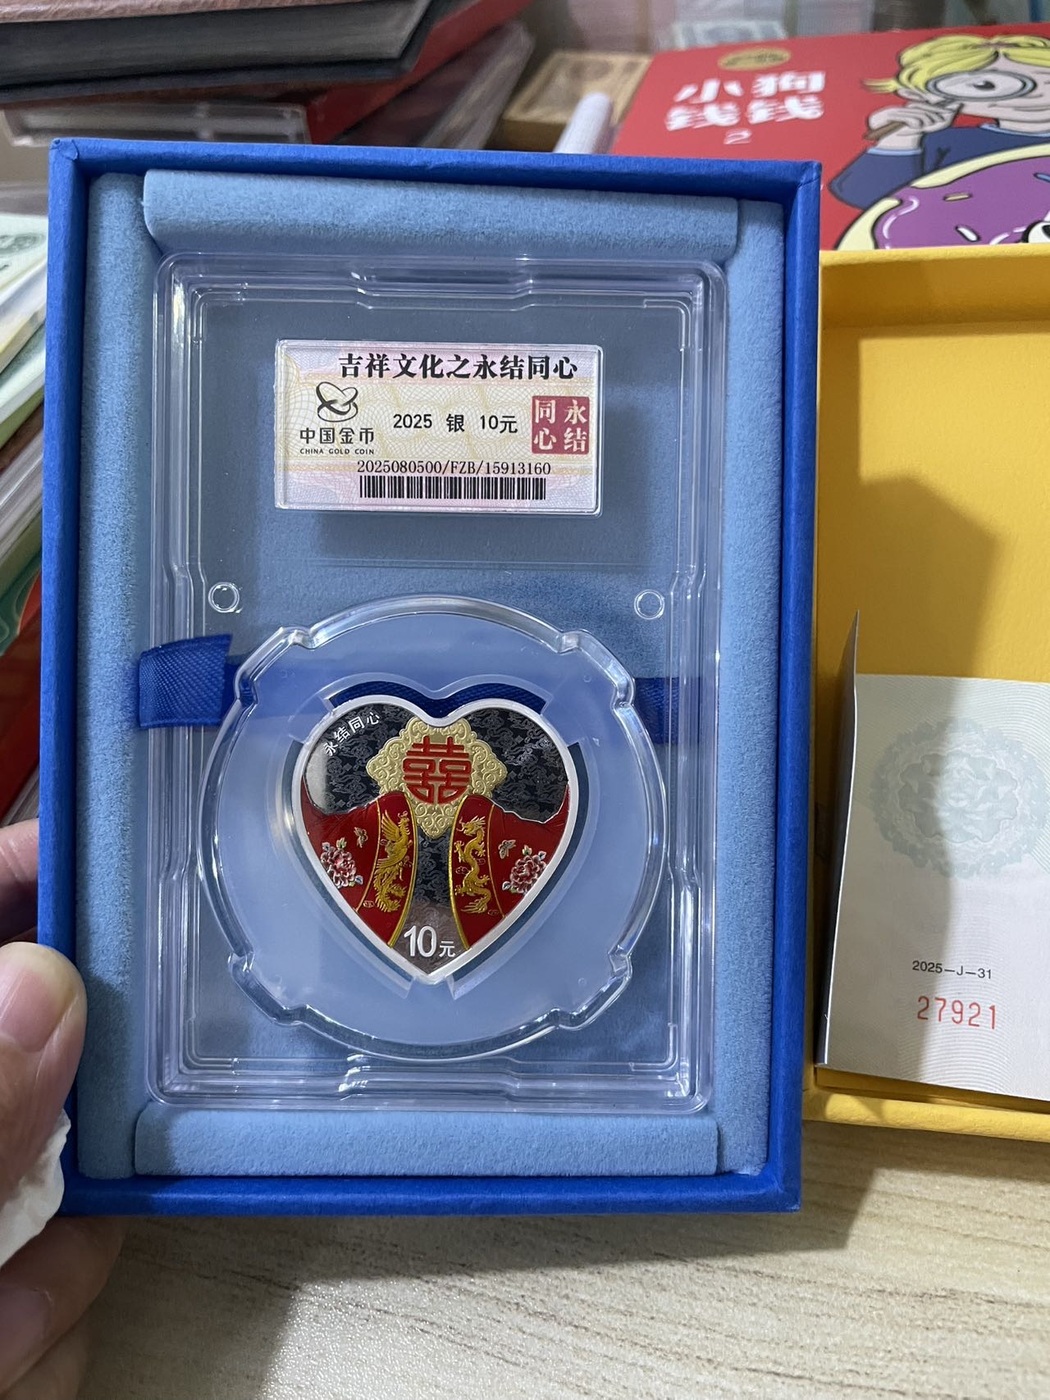 小狗
钱钱
2
吉祥文化之永结同心
中国金币
CHINA GOLD COIN
2025 银 10元
永结
同心
2025080500/FZB/15913160
永结同心
囍
10元
2025-J-31
27921